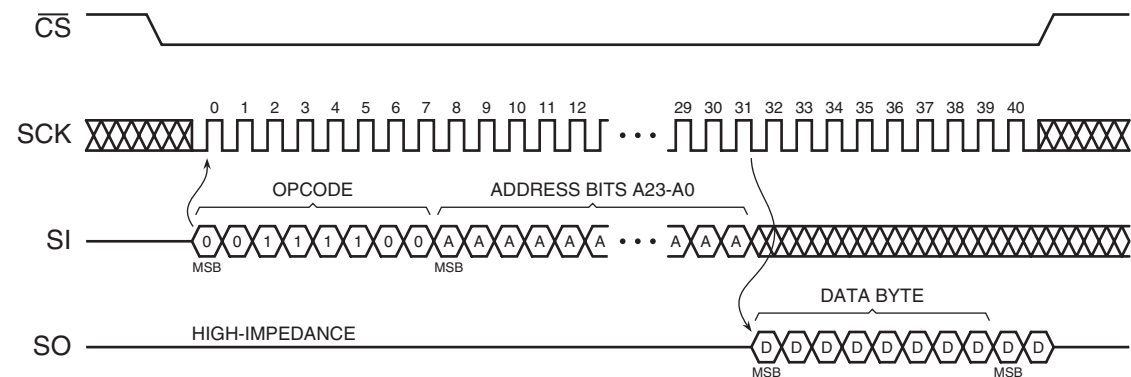 CS
0 1 2 3 4 5 6 7 8 9 10 11 12 29 30 31 32 33 34 35 36 37 38 39 40
SCK
OPCODE ADDRESS BITS A23-A0
SI 0 0 1 1 1 1 0 0 A A A A A A • • • A A A
MSB MSB
DATA BYTE
HIGH-IMPEDANCE
SO D D D D D D D D D D
MSB MSB